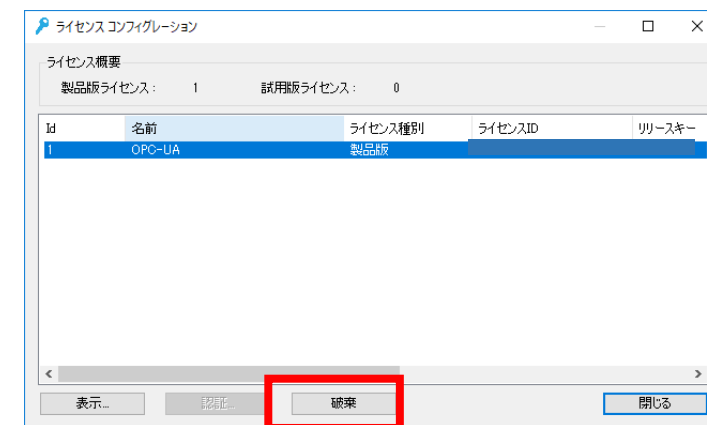 ライセンス コンフィグレーション
ライセンス概要
製品版ライセンス： 1 試用版ライセンス： 0
Id 名前 ライセンス種別 ライセンスID リリースキー
1 OPC-UA 製品版
表示... 認証... 破棄 閉じる